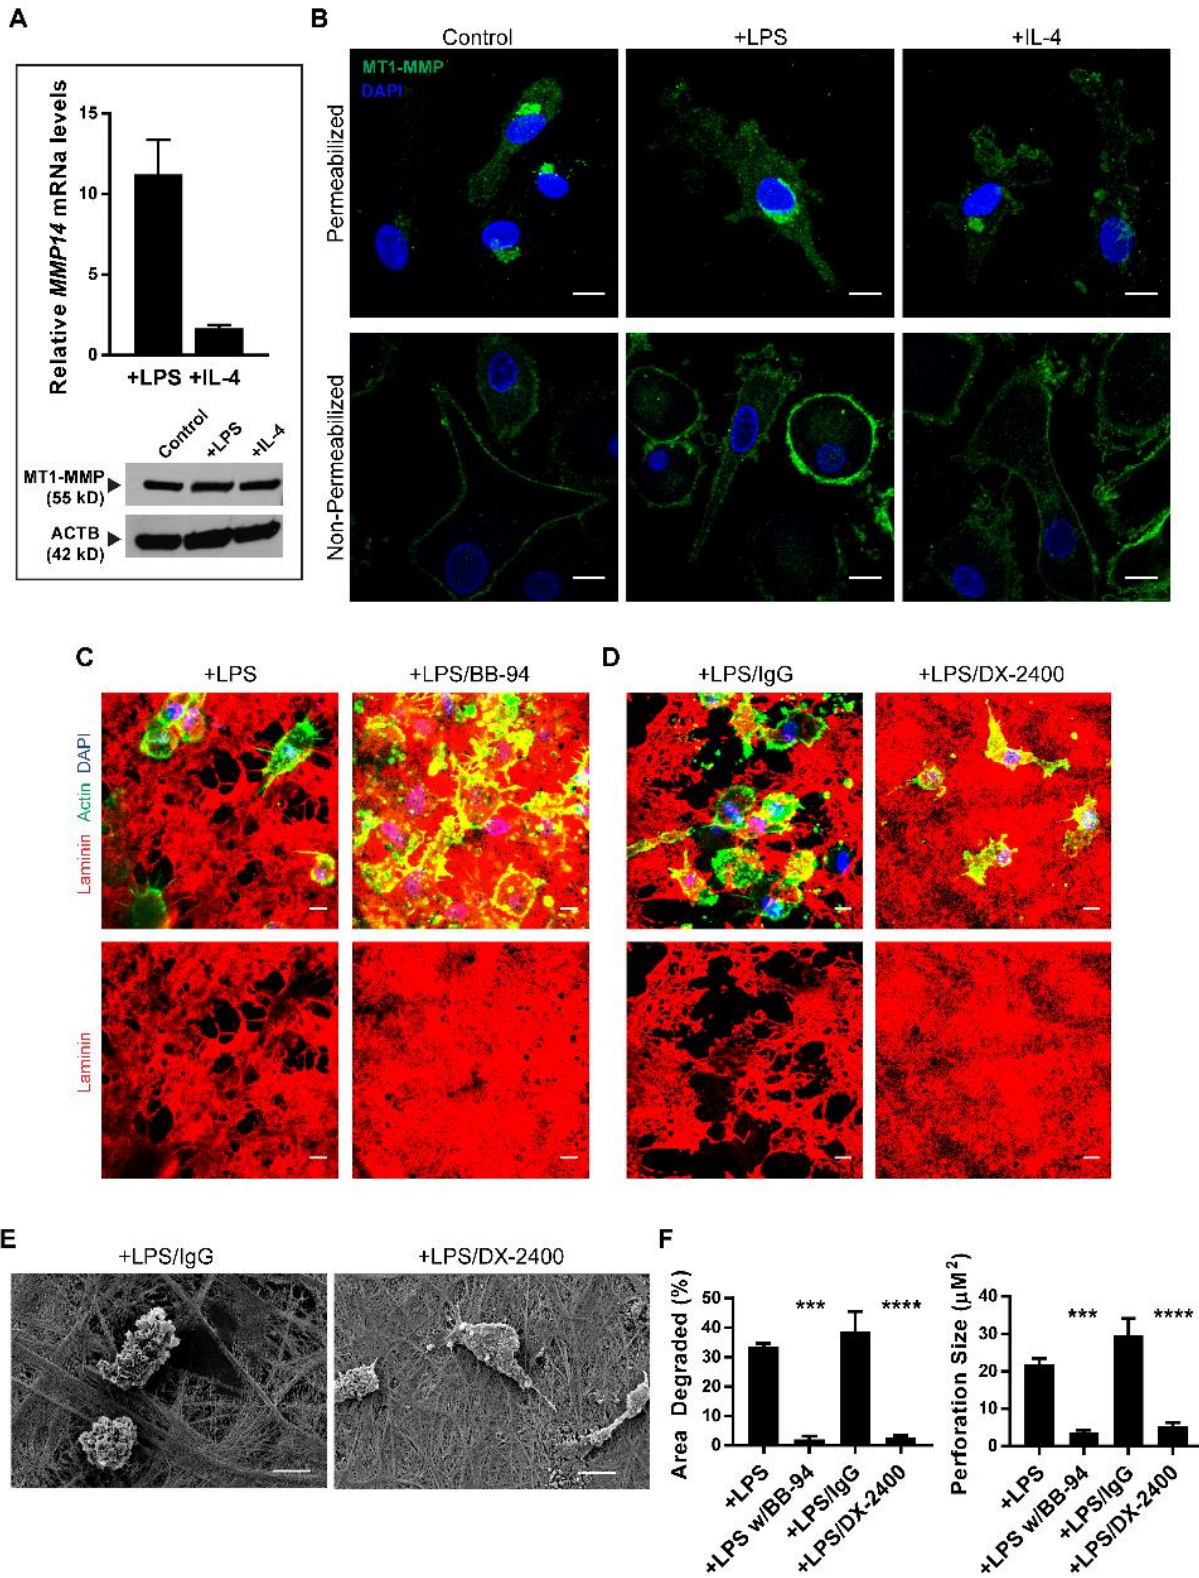 A
Relative MMP14 mRNa levels
15
10
5
0
+LPS +IL-4
Control
+LPS
+IL-4
MT1-MMP
(55 kD)
ACTB
(42 kD)
B
Control
+LPS
+IL-4
MT1-MMP
DAPI
Permeabilized
Non-Permeabilized
C
+LPS
+LPS/BB-94
Laminin Actin DAPI
Laminin
D
+LPS/IgG
+LPS/DX-2400
E
+LPS/IgG
+LPS/DX-2400
F
Area Degraded (%)
50
40
30
20
10
0
***
****
+LPS
+LPS w/BB-94
+LPS/IgG
+LPS/DX-2400
Perforation Size (μM²)
40
30
20
10
0
***
****
+LPS
+LPS w/BB-94
+LPS/IgG
+LPS/DX-2400